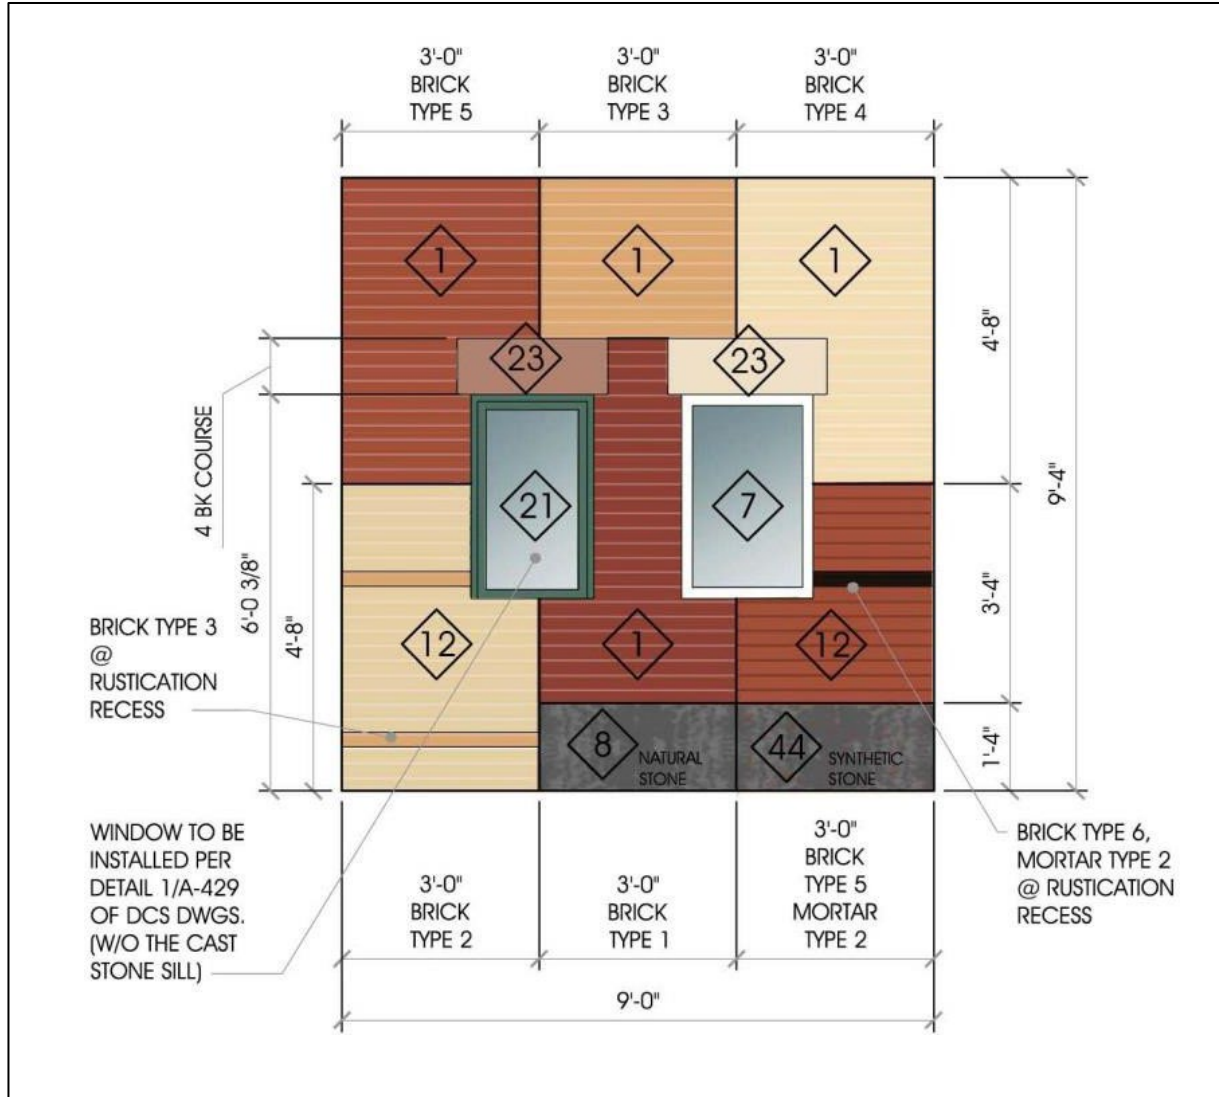 3'-0"
BRICK
TYPE 5
3'-0"
BRICK
TYPE 3
3'-0"
BRICK
TYPE 4
1
1
1
23
23
4'-8"
9'-4"
4 BK COURSE
21
7
6'-0 3/8"
4'-8"
3'-4"
BRICK TYPE 3
@
RUSTICATION
RECESS
12
1
12
8
NATURAL
STONE
44
SYNTHETIC
STONE
1'-4"
WINDOW TO BE
INSTALLED PER
DETAIL 1/A-429
OF DCS DWGS.
(W/O THE CAST
STONE SILL)
3'-0"
BRICK
TYPE 2
3'-0"
BRICK
TYPE 1
3'-0"
BRICK
TYPE 5
MORTAR
TYPE 2
BRICK TYPE 6,
MORTAR TYPE 2
@ RUSTICATION
RECESS
9'-0"